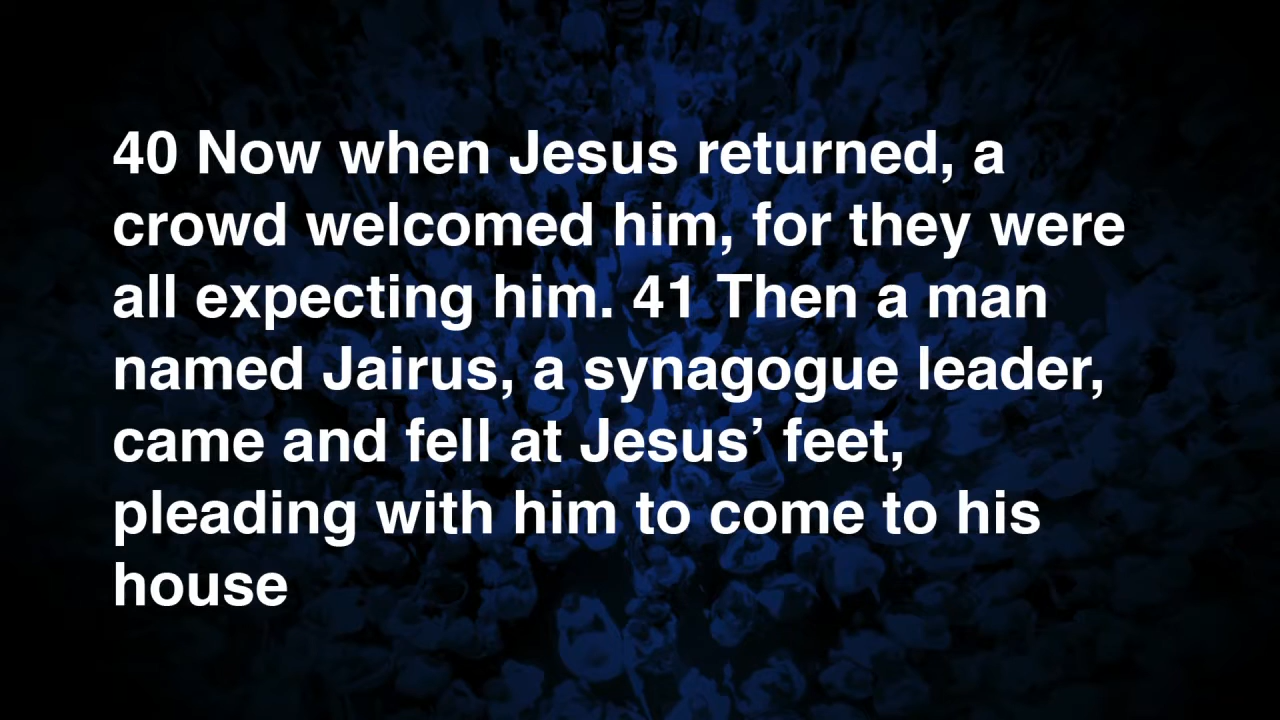 40 Now when Jesus returned, a
crowd welcomed him, for they were
all expecting him. 41 Then a man
named Jairus, a synagogue leader,
came and fell at Jesus’ feet,
pleading with him to come to his
house